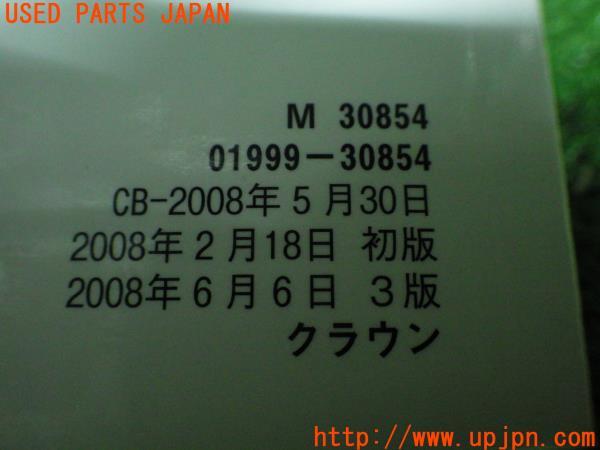 USED PARTS JAPAN
M 30854
01999-30854
CB-2008年5月30日
2008年2月18日 初版
2008年6月6日 3版
クラウン
http://www.upjpn.com